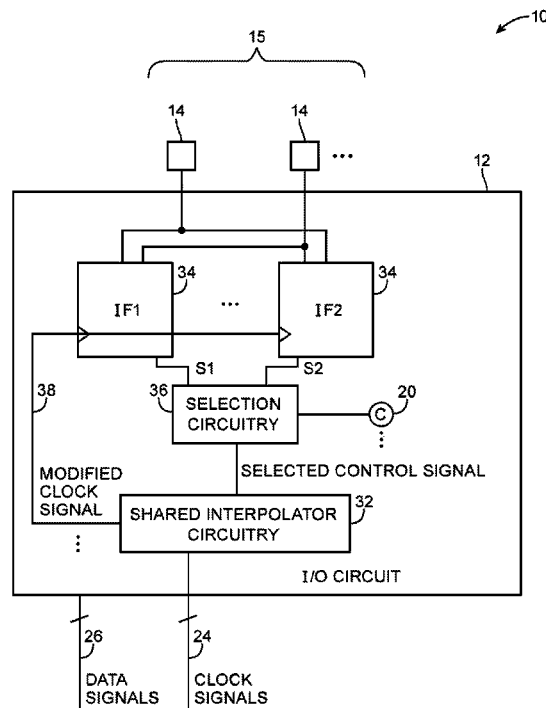 10
15
14
14
...
12
IF1
34
...
IF2
34
S1
S2
38
36
SELECTION
CIRCUITRY
C
20
MODIFIED
CLOCK
SIGNAL
SELECTED CONTROL SIGNAL
SHARED INTERPOLATOR
CIRCUITRY
32
I/O CIRCUIT
26
24
DATA
SIGNALS
CLOCK
SIGNALS